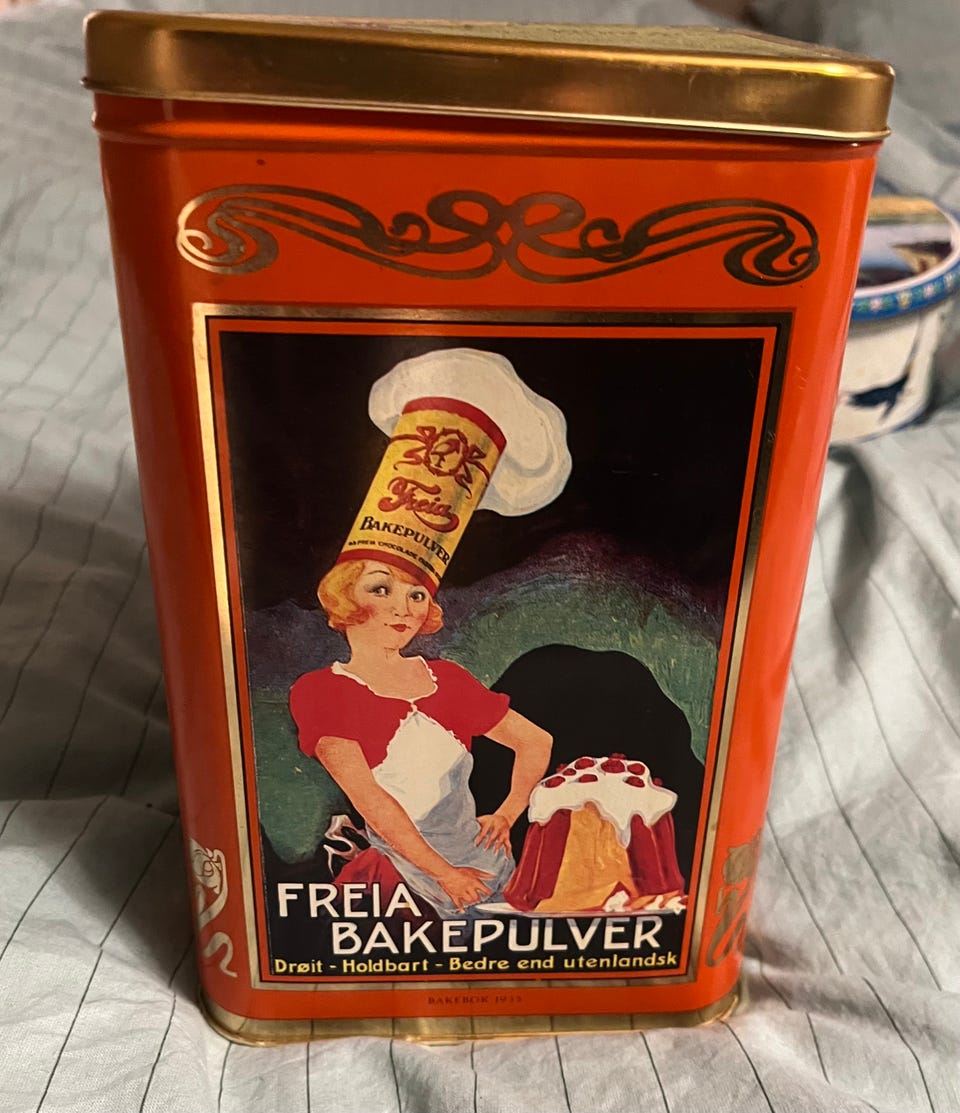 Freia
BAKEPULVER
FREIA
BAKEPULVER
Drøit - Holdbart - Bedre end utenlandsk